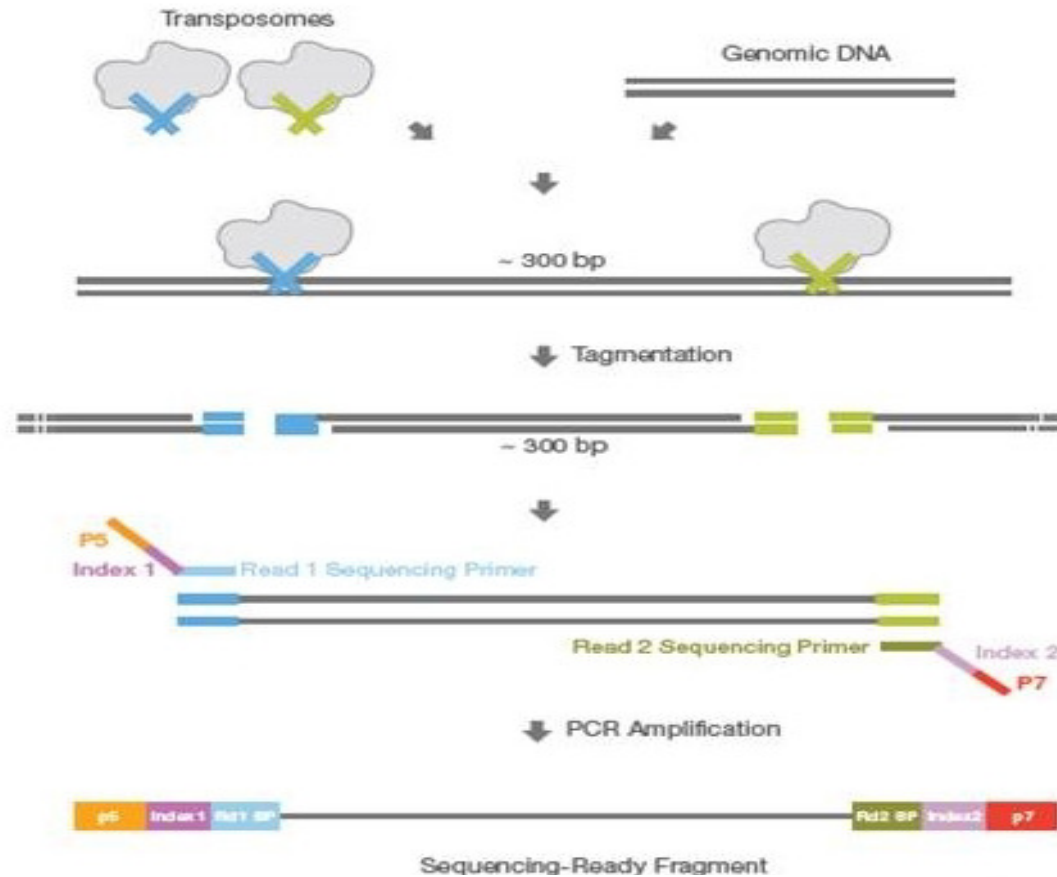 Transposomes
Genomic DNA
~ 300 bp
Tagmentation
~ 300 bp
P5
Index 1
Read 1 Sequencing Primer
Read 2 Sequencing Primer
Index 2
P7
PCR Amplification
p5 Index1 Rd1 SP Rd2 SP Index2 p7
Sequencing-Ready Fragment